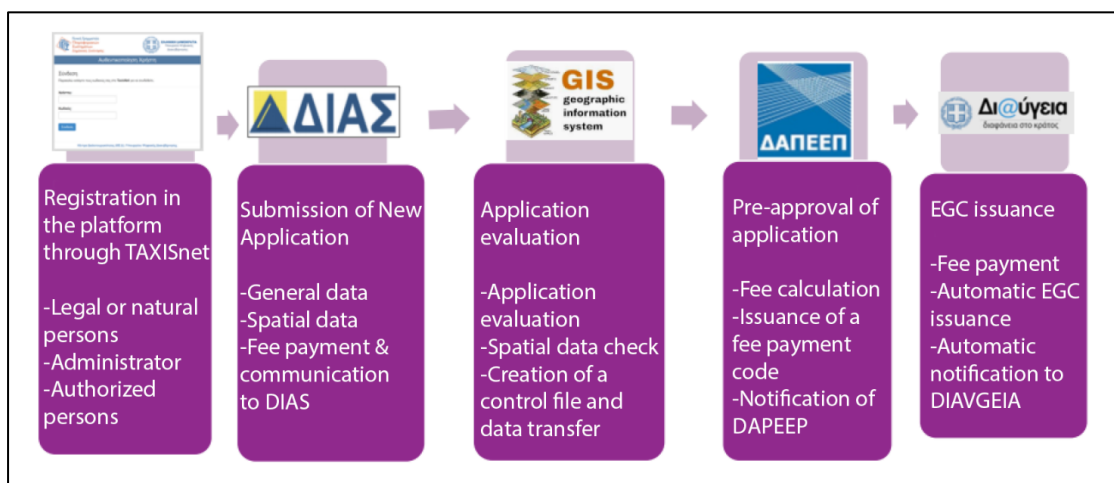 Σύνδεση
ΔΙΑΣ
GIS
geographic
information
system
ΔΑΠΕΕΠ
Δι@ύγεια
διαφάνεια στο κράτος
Registration in
the platform
through TAXISnet
-Legal or natural
persons
-Administrator
-Authorized
persons
Submission of New
Application
-General data
-Spatial data
-Fee payment &
communication
to DIAS
Application
evaluation
-Application
evaluation
-Spatial data check
-Creation of a
control file and
data transfer
Pre-approval of
application
-Fee calculation
-Issuance of a
fee payment
code
-Notification of
DAPEEP
EGC issuance
-Fee payment
-Automatic EGC
issuance
-Automatic
notification to
DIAVGEIA